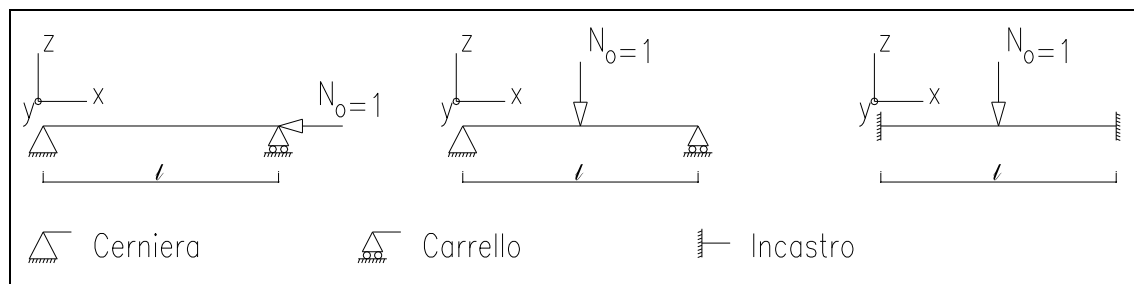 z
y x
N₀=1
l
z
y x
N₀=1
l
z
y x
N₀=1
l
Cerniera
Carrello
Incastro